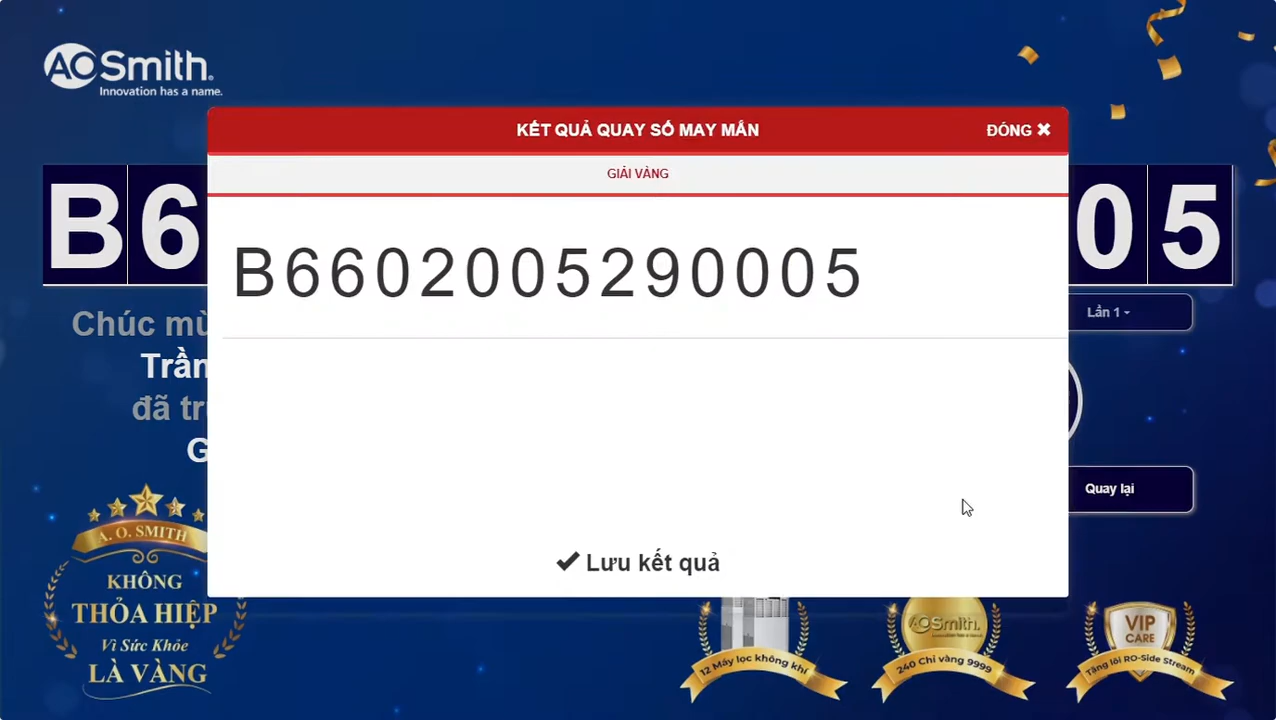 AOSmith.
Innovation has a name.
KẾT QUẢ QUAY SỐ MAY MẮN
ĐÓNG ✖
GIẢI VÀNG
B6
05
B6602005290005
Lần 1
Chúc mừ
Trần
đã tr
G
Quay lại
✔ Lưu kết quả
A. O. SMITH
KHÔNG
THỎA HIỆP
Vì Sức Khỏe
LÀ VÀNG
12 Máy lọc không khí
AOSmith.
240 Chỉ vàng 9999
VIP
CARE
Tặng lõi RO-Side Stream